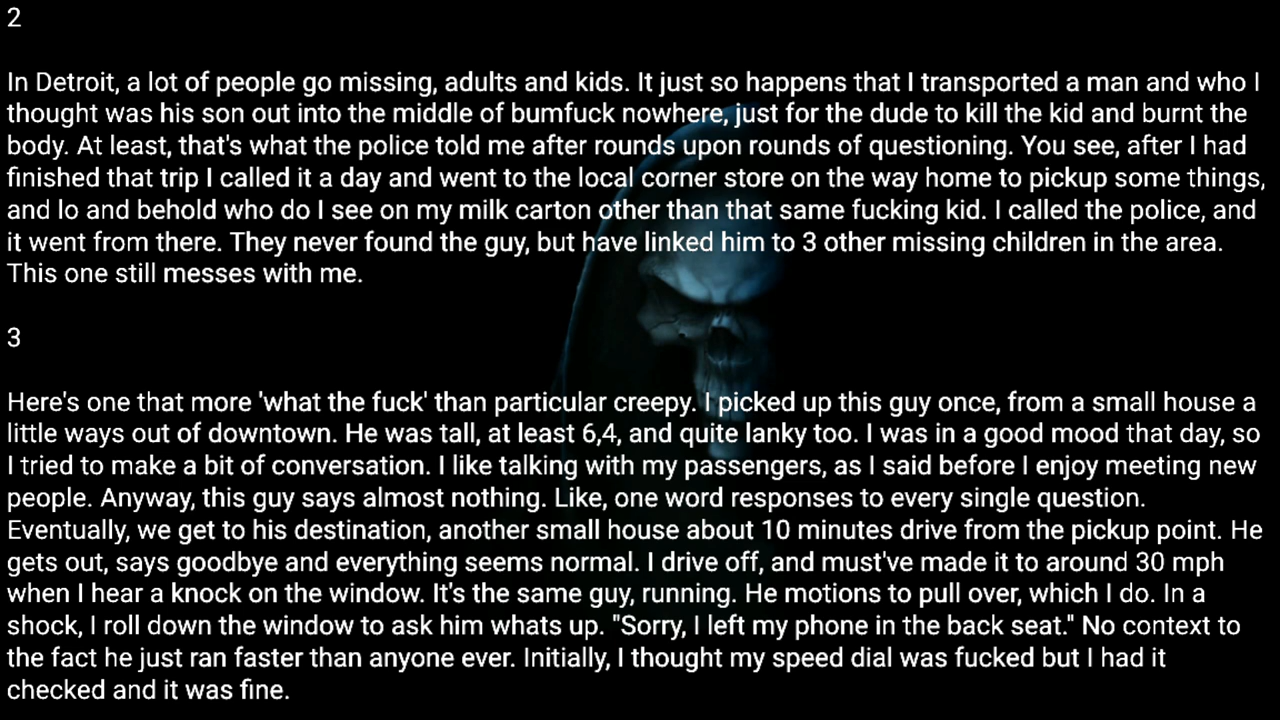 2
In Detroit, a lot of people go missing, adults and kids. It just so happens that I transported a man and who I
thought was his son out into the middle of bumfuck nowhere, just for the dude to kill the kid and burnt the
body. At least, that's what the police told me after rounds upon rounds of questioning. You see, after I had
finished that trip I called it a day and went to the local corner store on the way home to pickup some things,
and lo and behold who do I see on my milk carton other than that same fucking kid. I called the police, and
it went from there. They never found the guy, but have linked him to 3 other missing children in the area.
This one still messes with me.
3
Here's one that more 'what the fuck' than particular creepy. I picked up this guy once, from a small house a
little ways out of downtown. He was tall, at least 6,4, and quite lanky too. I was in a good mood that day, so
I tried to make a bit of conversation. I like talking with my passengers, as I said before I enjoy meeting new
people. Anyway, this guy says almost nothing. Like, one word responses to every single question.
Eventually, we get to his destination, another small house about 10 minutes drive from the pickup point. He
gets out, says goodbye and everything seems normal. I drive off, and must've made it to around 30 mph
when I hear a knock on the window. It's the same guy, running. He motions to pull over, which I do. In a
shock, I roll down the window to ask him whats up. "Sorry, I left my phone in the back seat." No context to
the fact he just ran faster than anyone ever. Initially, I thought my speed dial was fucked but I had it
checked and it was fine.